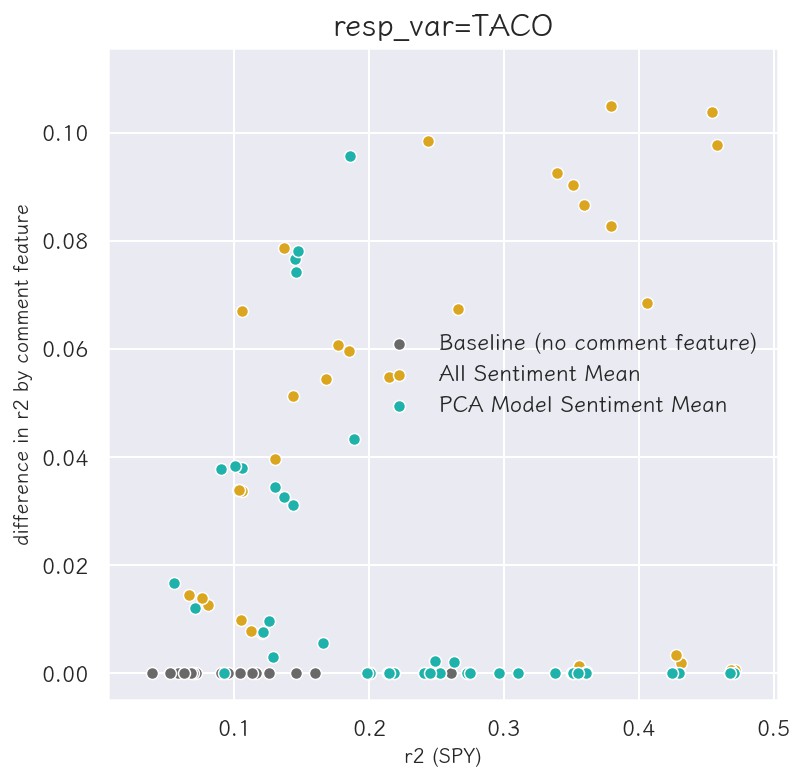 resp_var=TACO
difference in r2 by comment feature
0.10
0.08
0.06
0.04
0.02
0.00
Baseline (no comment feature)
All Sentiment Mean
PCA Model Sentiment Mean
0.1 0.2 0.3 0.4 0.5
r2 (SPY)